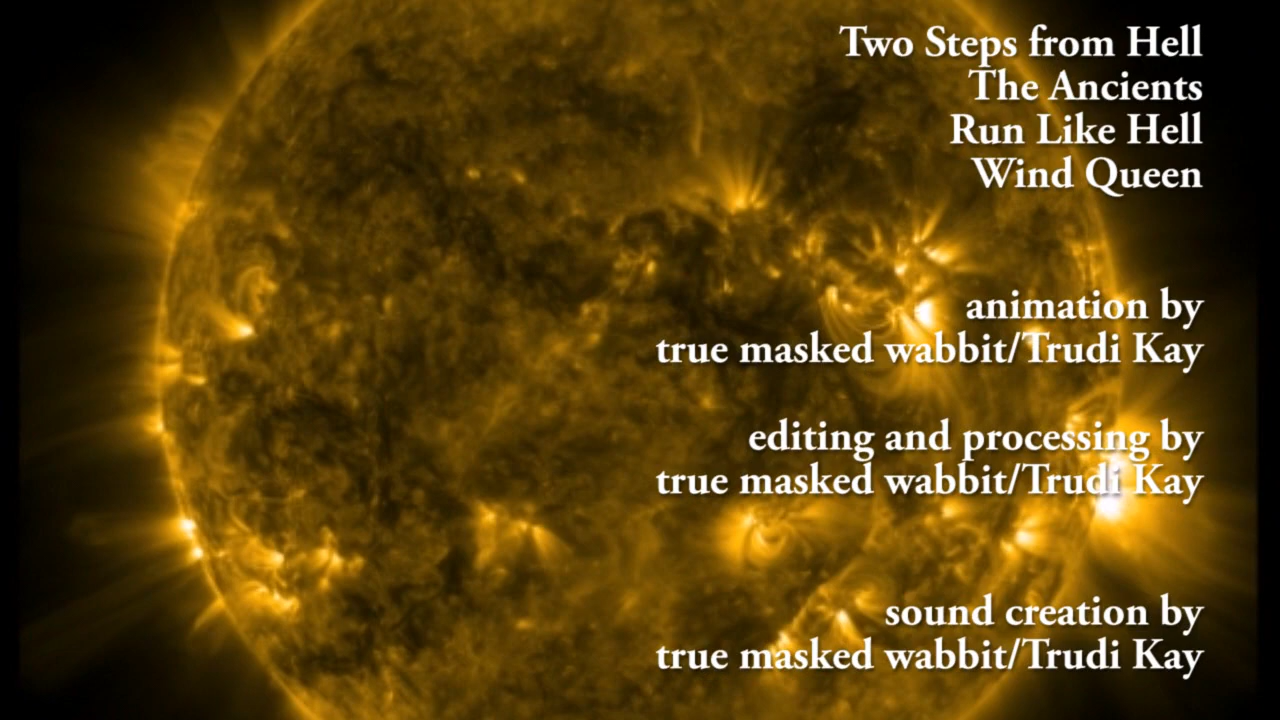 Two Steps from Hell
The Ancients
Run Like Hell
Wind Queen
animation by
true masked wabbit/Trudi Kay
editing and processing by
true masked wabbit/Trudi Kay
sound creation by
true masked wabbit/Trudi Kay